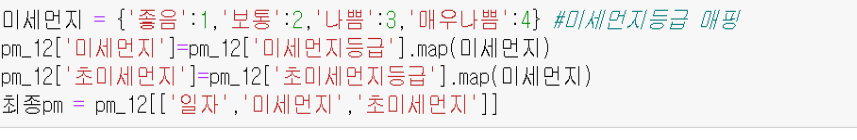 미세먼지 = {'좋음':1,'보통':2,'나쁨':3,'매우나쁨':4} #미세먼지등급 매핑
pm_12['미세먼지']=pm_12['미세먼지등급'].map(미세먼지)
pm_12['초미세먼지']=pm_12['초미세먼지등급'].map(미세먼지)
최종pm = pm_12[['일자','미세먼지','초미세먼지']]